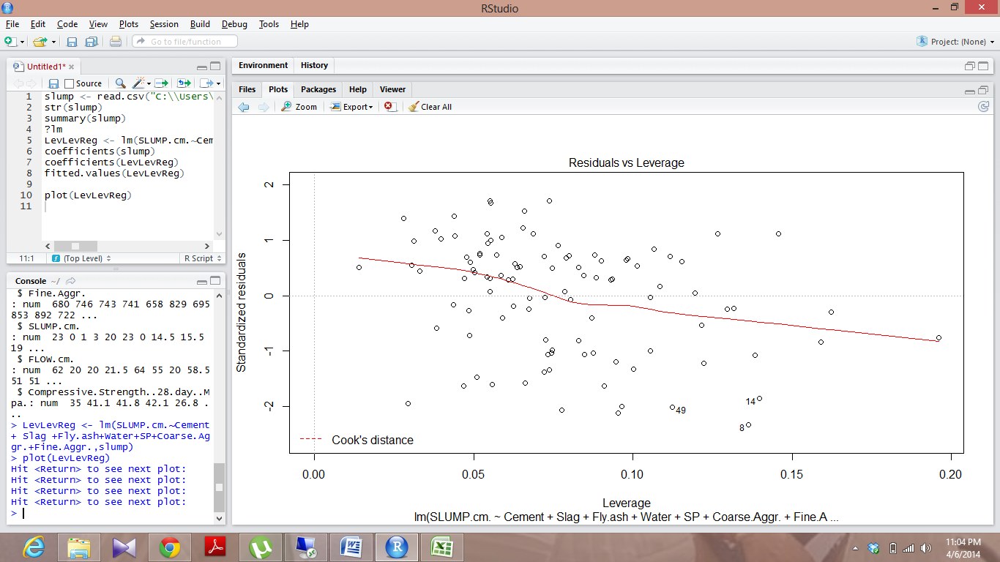 RStudio
File Edit Code View Plots Session Build Debug Tools Help
Go to file/function
Project: (None)
Untitled1*
Source
1 slump <- read.csv("C:\\Users\
2 str(slump)
3 summary(slump)
4 ?lm
5 LevLevReg <- lm(SLUMP.cm.~Cem
6 coefficients(slump)
7 coefficients(LevLevReg)
8 fitted.values(LevLevReg)
9
10 plot(LevLevReg)
11
11:1 (Top Level) R Script
Console ~/
$ Fine.Aggr.
: num 680 746 743 741 658 829 695
853 892 722 ...
$ SLUMP.cm.
: num 23 0 1 3 20 23 0 14.5 15.5
19 ...
$ FLOW.cm.
: num 62 20 20 21.5 64 55 20 58.5
51 51 ...
$ Compressive.Strength..28.day..M
pa.: num 35 41.1 41.8 42.1 26.8 .
..
> LevLevReg <- lm(SLUMP.cm.~Cement
+ Slag +Fly.ash+Water+SP+Coarse.Ag
gr.+Fine.Aggr.,slump)
> plot(LevLevReg)
Hit <Return> to see next plot:
Hit <Return> to see next plot:
Hit <Return> to see next plot:
Hit <Return> to see next plot:
>
Environment History
Files Plots Packages Help Viewer
Zoom Export Clear All
Residuals vs Leverage
Standardized residuals
2
1
0
-1
-2
49
14
8
Cook's distance
0.00 0.05 0.10 0.15 0.20
Leverage
lm(SLUMP.cm. ~ Cement + Slag + Fly.ash + Water + SP + Coarse.Aggr. + Fine.A ...
11:04 PM
4/6/2014